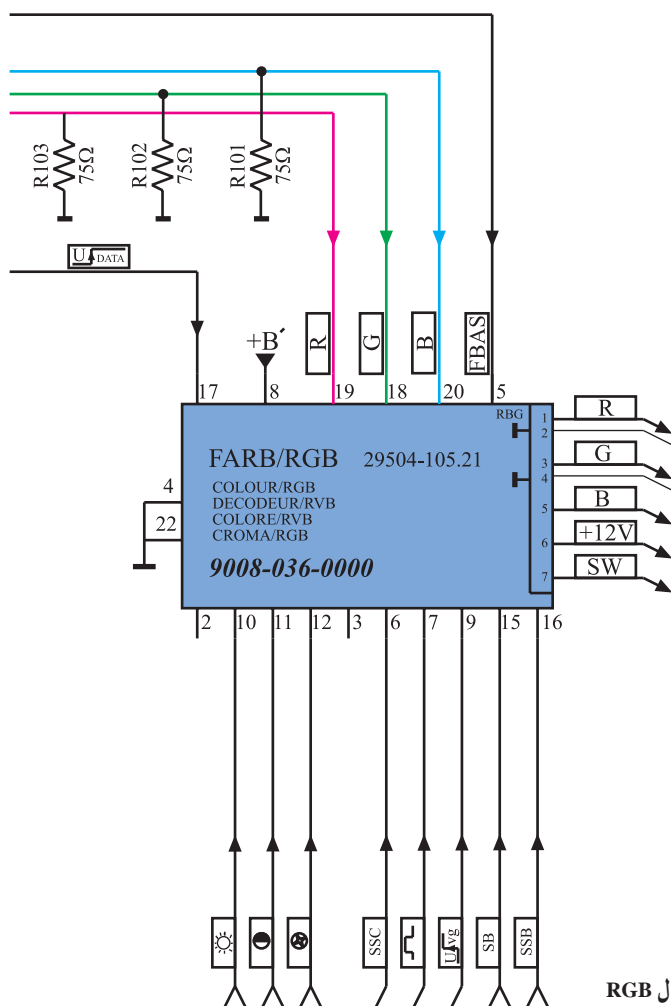 R103
75Ω
R102
75Ω
R101
75Ω
U DATA
+B´
R
G
B
FBAS
17
8
19
18
20
5
RBG
1
2
3
4
5
6
7
R
G
B
+12V
SW
FARB/RGB 29504-105.21
COLOUR/RGB
DECODEUR/RVB
COLORE/RVB
CROMA/RGB
9008-036-0000
4
22
2
10
11
12
3
6
7
9
15
16
SSC
Uavg
SB
SSB
RGB ل